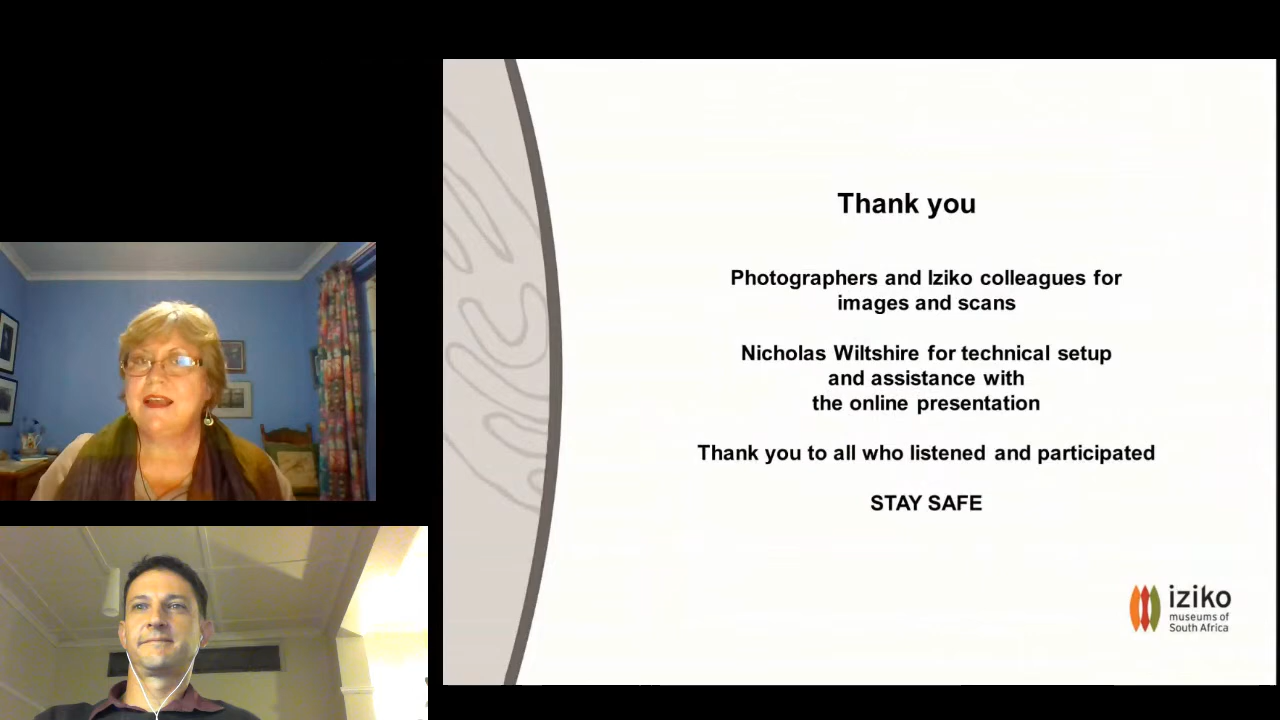 Thank you
Photographers and Iziko colleagues for
images and scans
Nicholas Wiltshire for technical setup
and assistance with
the online presentation
Thank you to all who listened and participated
STAY SAFE
iziko
museums of
South Africa